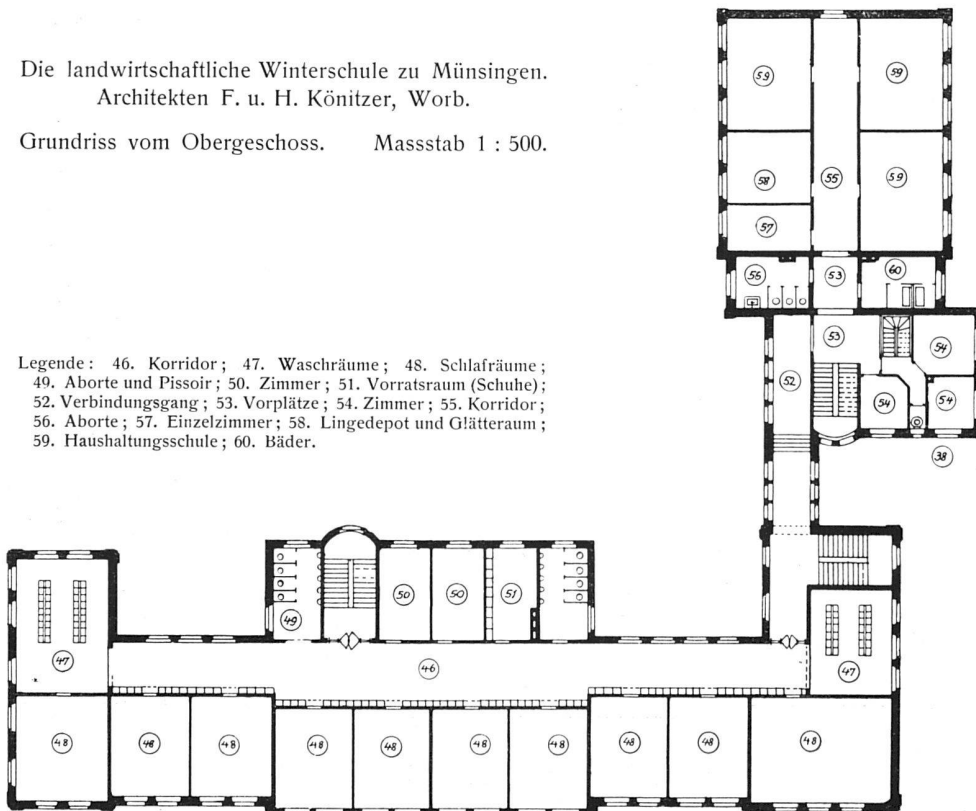 Die landwirtschaftliche Winterschule zu Münsingen.
Architekten F. u. H. Könitzer, Worb.
Grundriss vom Obergeschoss. Massstab 1 : 500.
Legende: 46. Korridor; 47. Waschräume; 48. Schlafräume;
49. Aborte und Pissoir; 50. Zimmer; 51. Vorratsraum (Schuhe);
52. Verbindungsgang; 53. Vorplätze; 54. Zimmer; 55. Korridor;
56. Aborte; 57. Einzelzimmer; 58. Lingedepot und Glätteraum;
59. Haushaltungsschule; 60. Bäder.
59 59
58 55 59
57
56 53 60
53 54
52 54 54
38
49 50 50 51
47 46 47
48 48 48 48 48 48 48 48 48 48